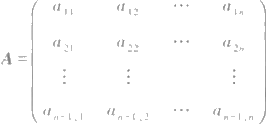 A = ( a₁₁ a₁₂ ⋯ a₁ₙ
a₂₁ a₂₂ ⋯ a₂ₙ
⋮ ⋮ ⋮
aₙ₋₁,₁ aₙ₋₁,₂ ⋯ aₙ₋₁,ₙ )